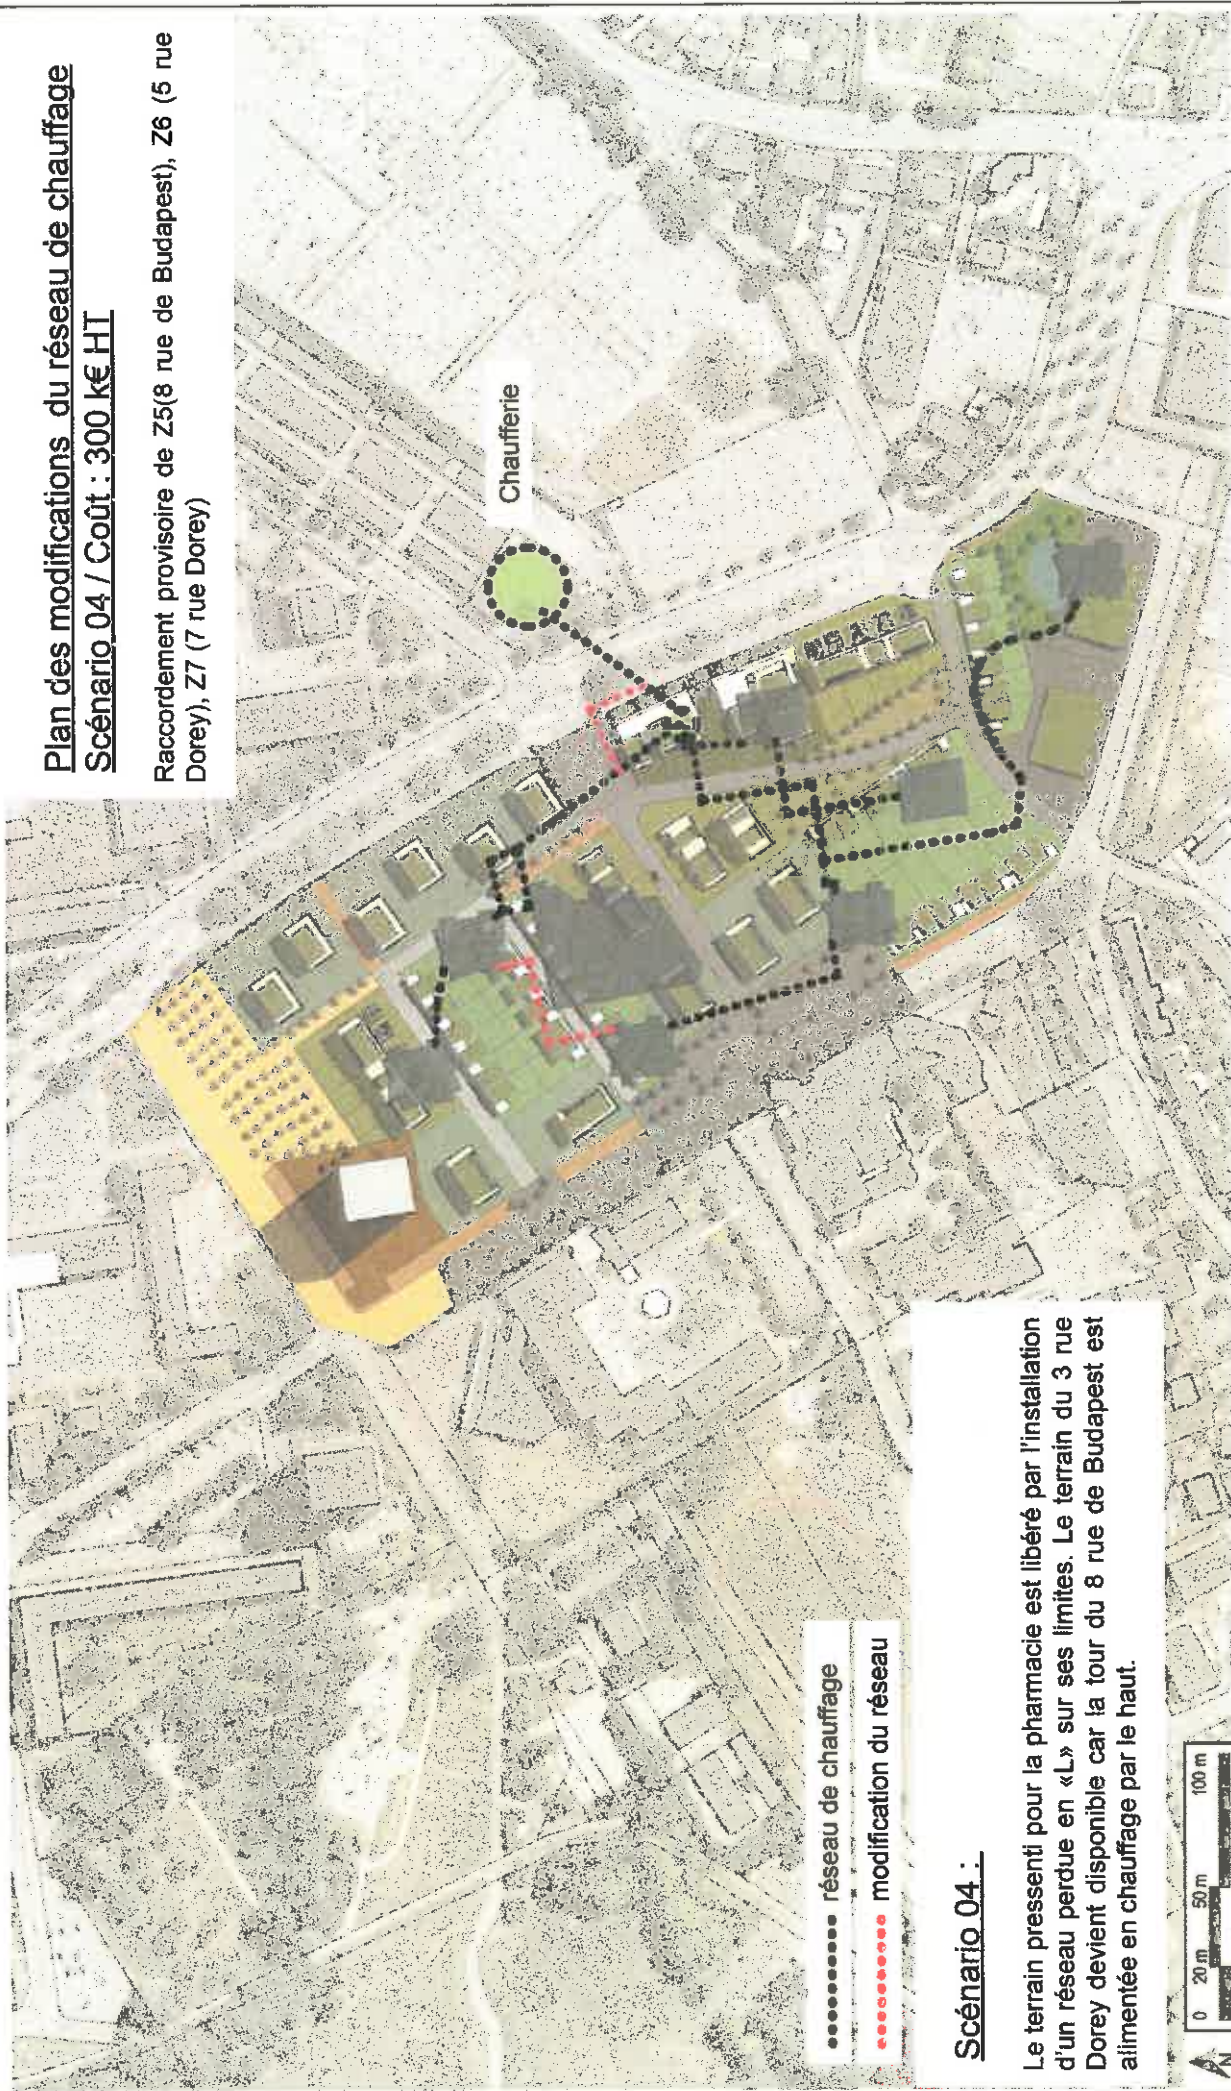 Plan des modifications du réseau de chauffage
Scénario 04 / Coût : 300 k€ HT
Raccordement provisoire de Z5(8 rue de Budapest), Z6 (5 rue
Dorey), Z7 (7 rue Dorey)
Chaufferie
réseau de chauffage
modification du réseau
Scénario 04 :
Le terrain pressenti pour la pharmacie est libéré par l'installation
d'un réseau perdue en «L» sur ses limites. Le terrain du 3 rue
Dorey devient disponible car la tour du 8 rue de Budapest est
alimentée en chauffage par le haut.
0 20 m 50 m 100 m
N